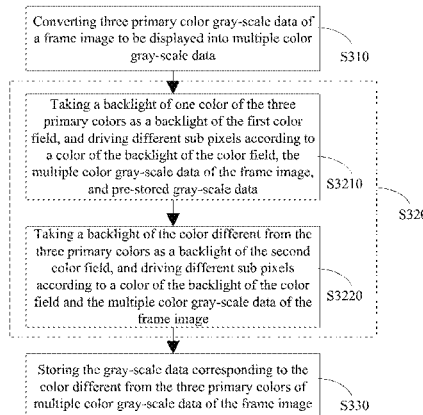 Converting three primary color gray-scale data of
a frame image to be displayed into multiple color
gray-scale data
S310
Taking a backlight of one color of the three
primary colors as a backlight of the first color
field, and driving different sub pixels according to
a color of the backlight of the color field, the
multiple color gray-scale data of the frame image,
and pre-stored gray-scale data
S3210
Taking a backlight of the color different from the
three primary colors as a backlight of the second
color field, and driving different sub pixels
according to a color of the backlight of the color
field and the multiple color gray-scale data of the
frame image
S3220
Storing the gray-scale data corresponding to the
color different from the three primary colors of
multiple color gray-scale data of the frame image
S330